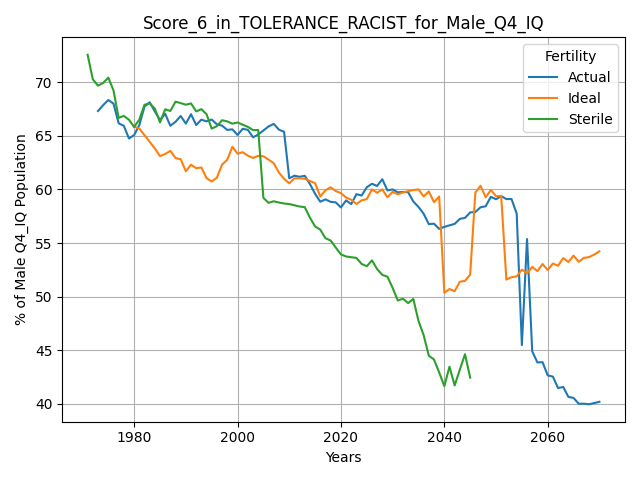 Score_6_in_TOLERANCE_RACIST_for_Male_Q4_IQ
Fertility
Actual
Ideal
Sterile
% of Male Q4_IQ Population
70
65
60
55
50
45
40
1980
2000
2020
2040
2060
Years